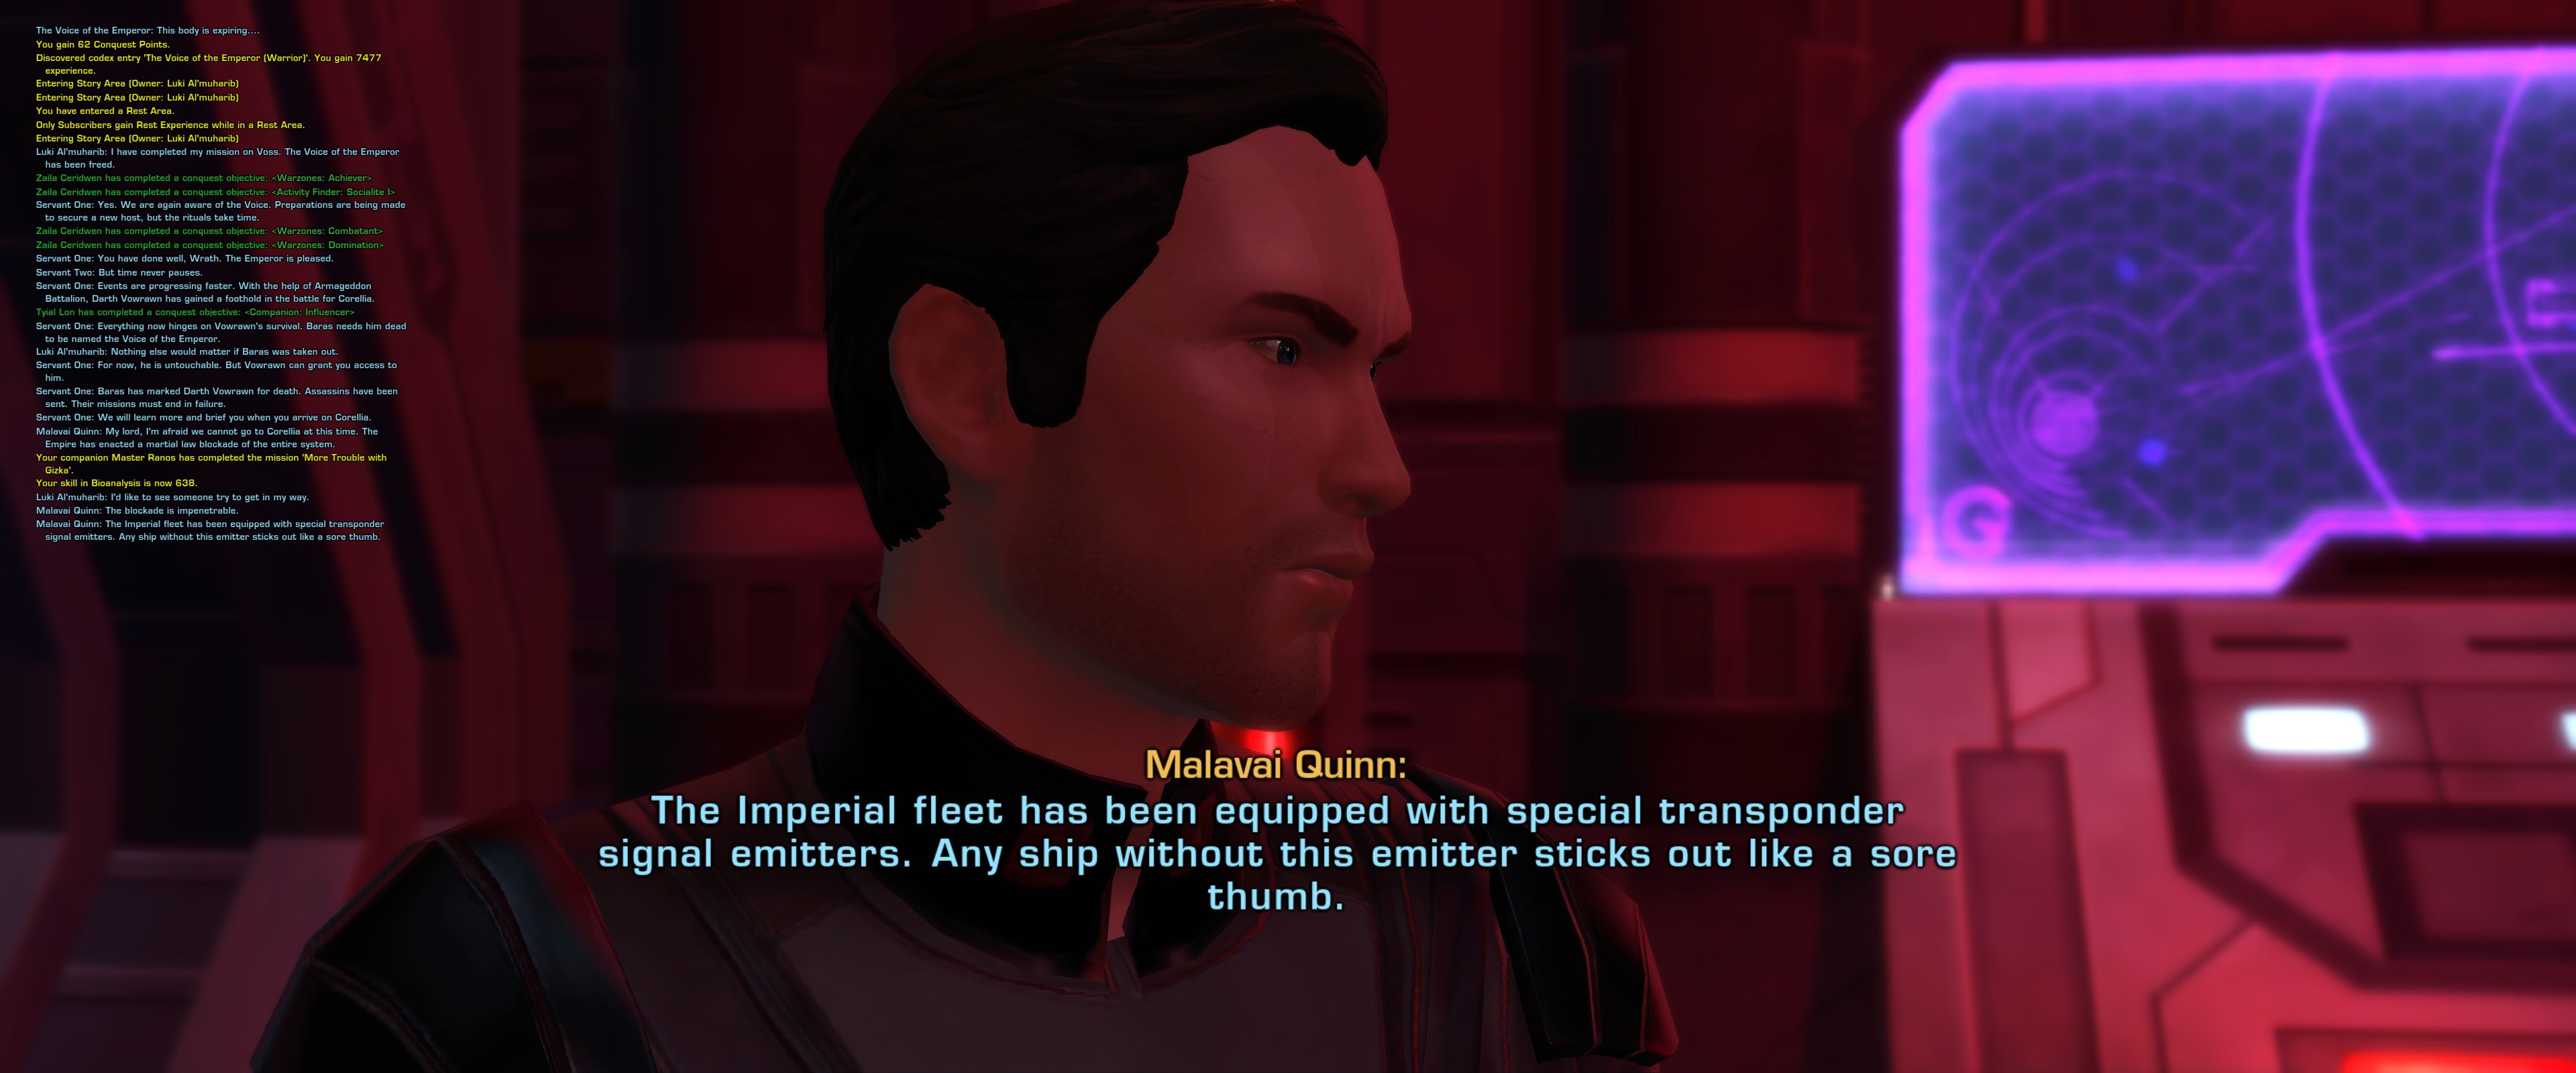 The Voice of the Emperor: This body is expiring....
You gain 62 Conquest Points.
Discovered codex entry 'The Voice of the Emperor (Warrior)'. You gain 7477
experience.
Entering Story Area (Owner: Luki Al'muharib)
Entering Story Area (Owner: Luki Al'muharib)
You have entered a Rest Area.
Only Subscribers gain Rest Experience while in a Rest Area.
Entering Story Area (Owner: Luki Al'muharib)
Luki Al'muharib: I have completed my mission on Voss. The Voice of the Emperor
has been freed.
Zaila Ceridwen has completed a conquest objective: <Warzones: Achiever>
Zaila Ceridwen has completed a conquest objective: <Activity Finder: Socialite I>
Servant One: Yes. We are again aware of the Voice. Preparations are being made
to secure a new host, but the rituals take time.
Zaila Ceridwen has completed a conquest objective: <Warzones: Combatant>
Zaila Ceridwen has completed a conquest objective: <Warzones: Domination>
Servant One: You have done well, Wrath. The Emperor is pleased.
Servant Two: But time never pauses.
Servant One: Events are progressing faster. With the help of Armageddon
Battalion, Darth Vowrawn has gained a foothold in the battle for Corellia.
Tyial Lon has completed a conquest objective: <Companion: Influencer>
Servant One: Everything now hinges on Vowrawn's survival. Baras needs him dead
to be named the Voice of the Emperor.
Luki Al'muharib: Nothing else would matter if Baras was taken out.
Servant One: For now, he is untouchable. But Vowrawn can grant you access to
him.
Servant One: Baras has marked Darth Vowrawn for death. Assassins have been
sent. Their missions must end in failure.
Servant One: We will learn more and brief you when you arrive on Corellia.
Malavai Quinn: My lord, I'm afraid we cannot go to Corellia at this time. The
Empire has enacted a martial law blockade of the entire system.
Your companion Master Ranos has completed the mission 'More Trouble with
Gizka'.
Your skill in Bioanalysis is now 638.
Luki Al'muharib: I'd like to see someone try to get in my way.
Malavai Quinn: The blockade is impenetrable.
Malavai Quinn: The Imperial fleet has been equipped with special transponder
signal emitters. Any ship without this emitter sticks out like a sore thumb.
Malavai Quinn:
The Imperial fleet has been equipped with special transponder
signal emitters. Any ship without this emitter sticks out like a sore
thumb.